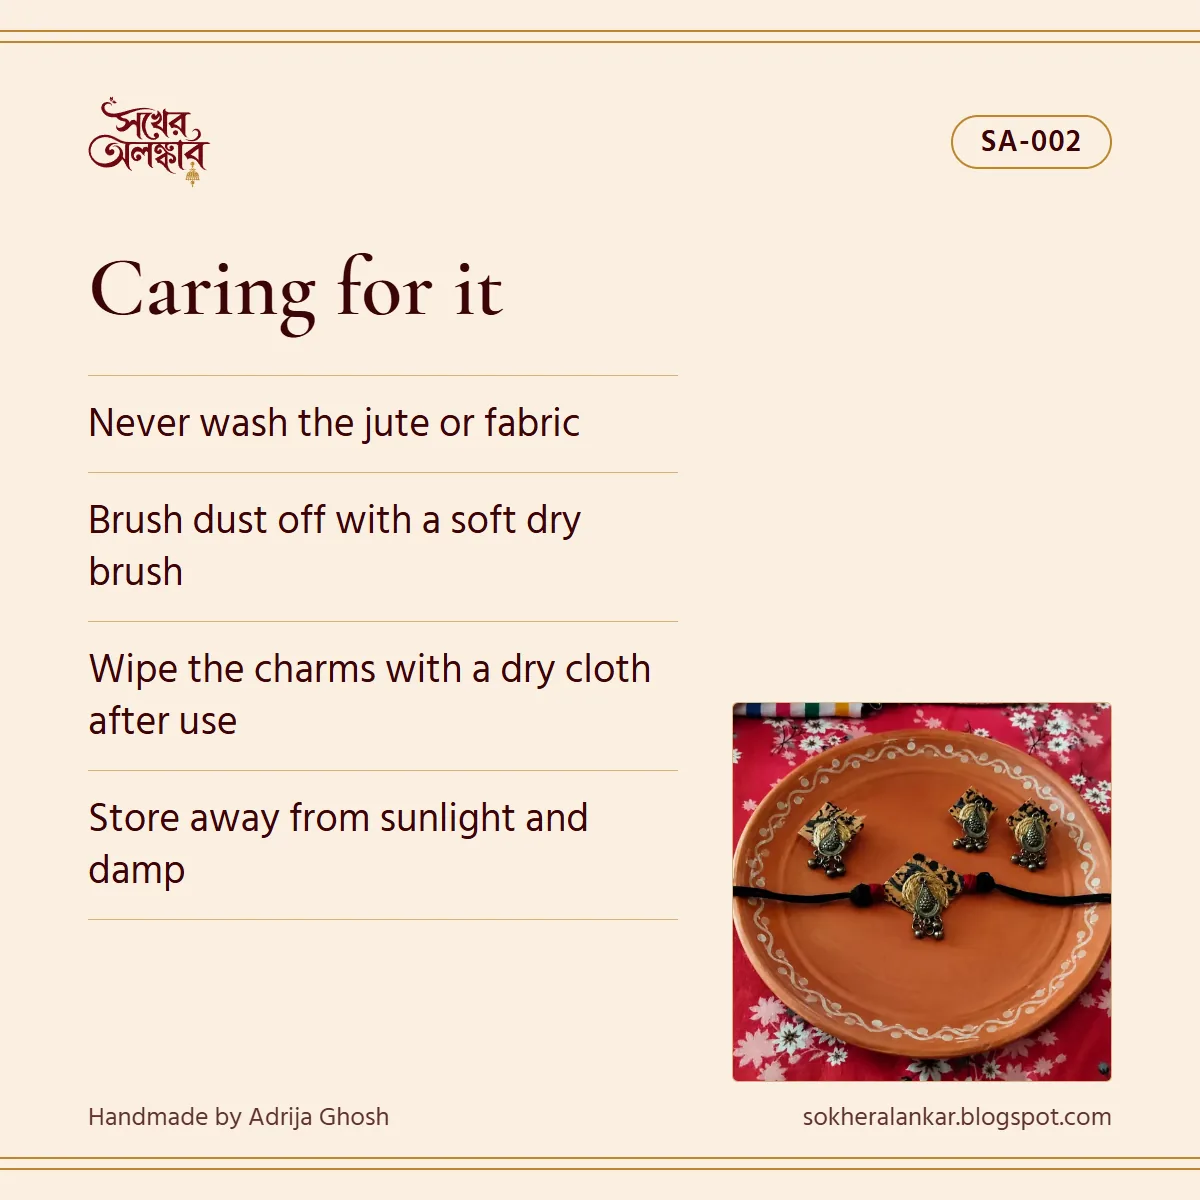 সখের
অলঙ্কার
SA-002
Caring for it
Never wash the jute or fabric
Brush dust off with a soft dry
brush
Wipe the charms with a dry cloth
after use
Store away from sunlight and
damp
Handmade by Adrija Ghosh
sokheralankar.blogspot.com